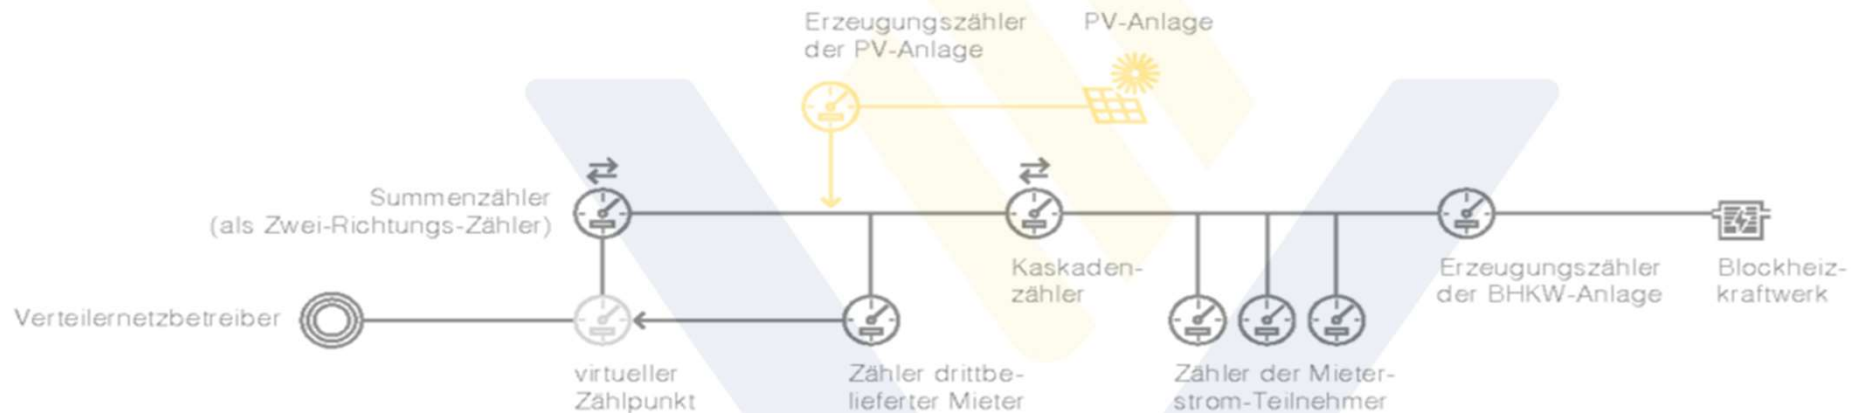 Erzeugungszähler
der PV-Anlage
PV-Anlage
Summenzähler
(als Zwei-Richtungs-Zähler)
Kaskaden-
zähler
Erzeugungszähler
der BHKW-Anlage
Blockheiz-
kraftwerk
Verteilernetzbetreiber
virtueller
Zählpunkt
Zähler drittbe-
lieferter Mieter
Zähler der Mieter-
strom-Teilnehmer